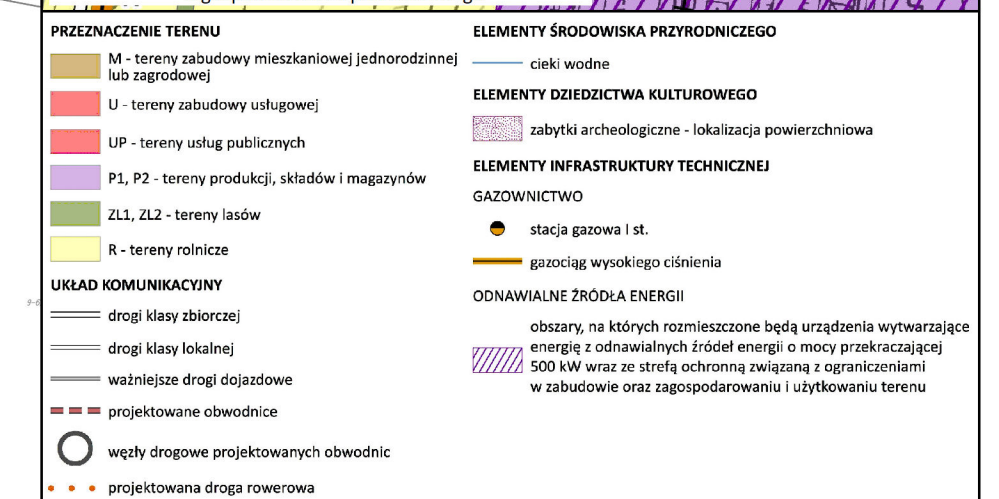 PRZEZNACZENIE TERENU
M - tereny zabudowy mieszkaniowej jednorodzinnej
lub zagrodowej
U - tereny zabudowy usługowej
UP - tereny usług publicznych
P1, P2 - tereny produkcji, składów i magazynów
ZL1, ZL2 - tereny lasów
R - tereny rolnicze
UKŁAD KOMUNIKACYJNY
drogi klasy zbiorczej
drogi klasy lokalnej
ważniejsze drogi dojazdowe
projektowane obwodnice
węzły drogowe projektowanych obwodnic
projektowana droga rowerowa
ELEMENTY ŚRODOWISKA PRZYRODNICZEGO
cieki wodne
ELEMENTY DZIEDZICTWA KULTUROWEGO
zabytki archeologiczne - lokalizacja powierzchniowa
ELEMENTY INFRASTRUKTURY TECHNICZNEJ
GAZOWNICTWO
stacja gazowa I st.
gazociąg wysokiego ciśnienia
ODNAWIALNE ŹRÓDŁA ENERGII
obszary, na których rozmieszczone będą urządzenia wytwarzające
energię z odnawialnych źródeł energii o mocy przekraczającej
500 kW wraz ze strefą ochronną związaną z ograniczeniami
w zabudowie oraz zagospodarowaniu i użytkowaniu terenu